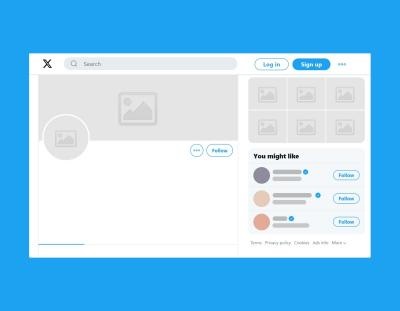 Search
Log in
Sign up
Follow
You might like
Follow
Follow
Follow
Terms Privacy policy Cookies Ads info More